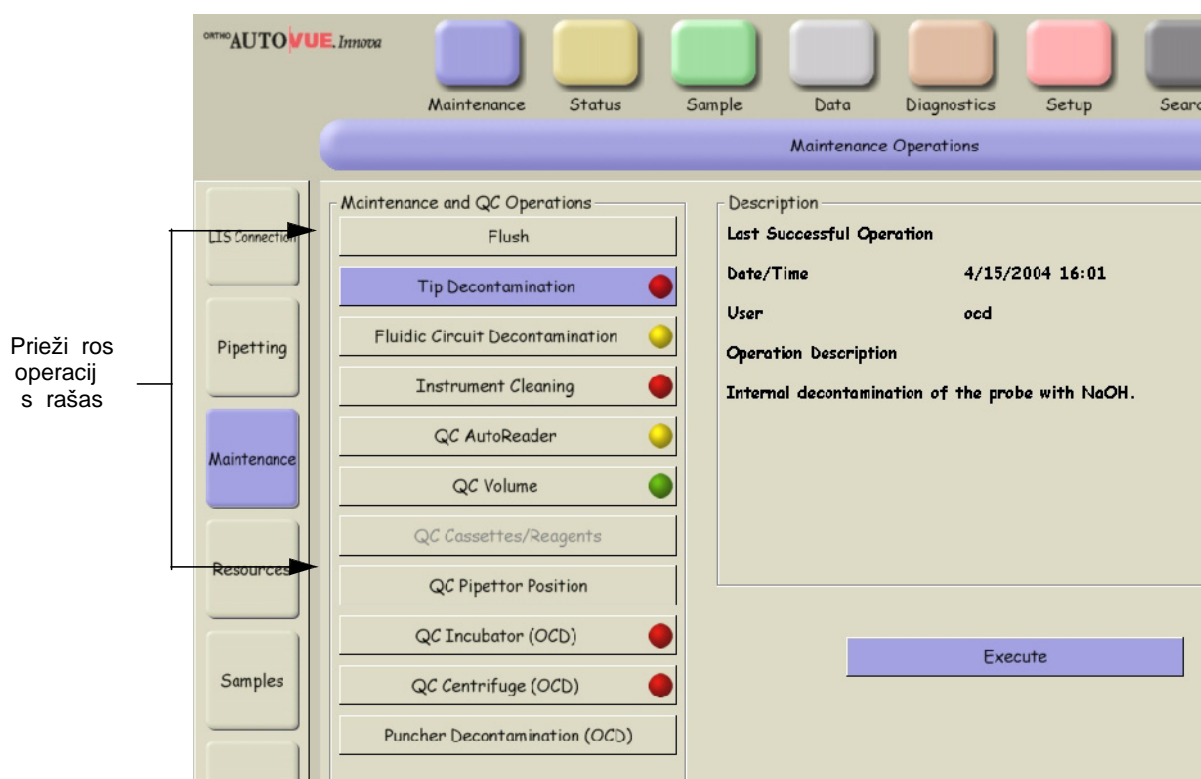 ORTHO AUTOVUE. Innova
Maintenance
Status
Sample
Data
Diagnostics
Setup
Searc
Maintenance Operations
LIS Connection
Pipetting
Maintenance
Resources
Samples
Prieži ros
operacij
s rašas
Mcintenance and QC Operations
Flush
Tip Decontamination
Fluidic Circuit Decontamination
Instrument Cleaning
QC AutoReader
QC Volume
QC Cassettes/Reagents
QC Pipettor Position
QC Incubator (OCD)
QC Centrifuge (OCD)
Puncher Decontamination (OCD)
Description
Last Successful Operation
Date/Time 4/15/2004 16:01
User ocd
Operation Description
Internal decontamination of the probe with NaOH.
Execute